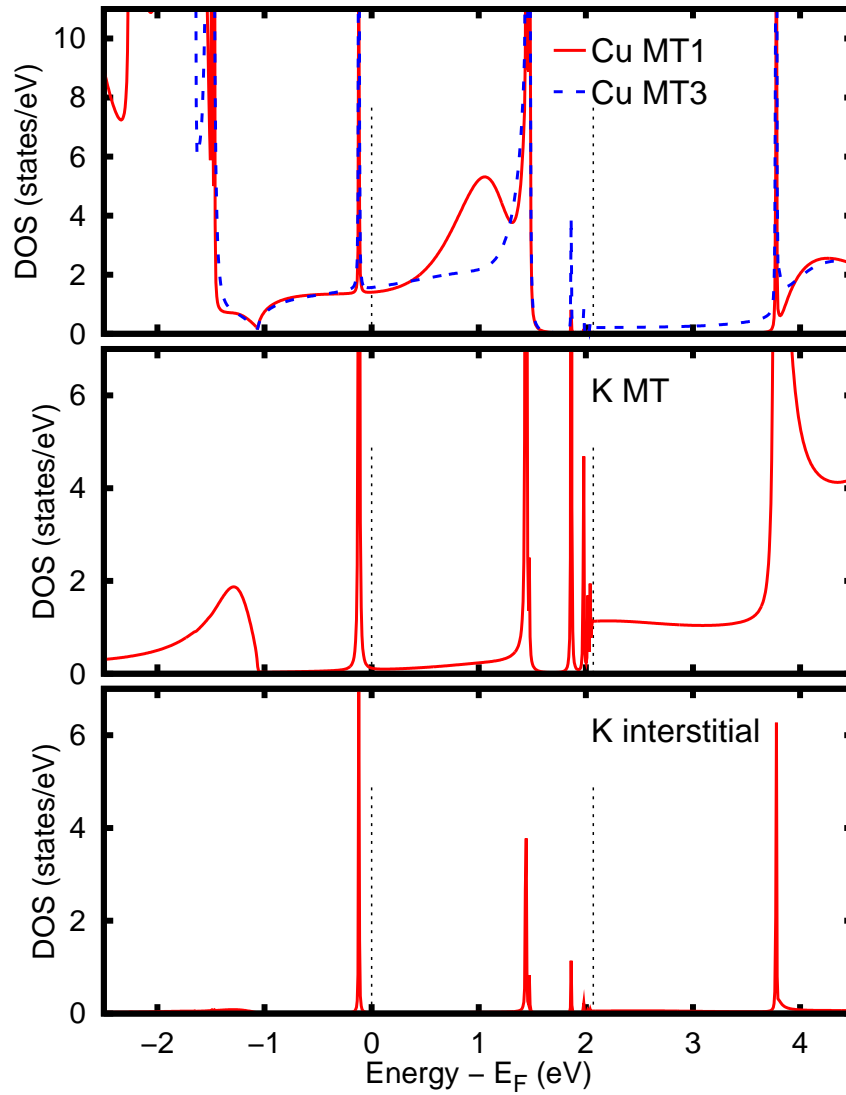 10
8
6
4
2
0
DOS (states/eV)
Cu MT1
Cu MT3
6
4
2
0
DOS (states/eV)
K MT
6
4
2
0
DOS (states/eV)
K interstitial
−2 −1 0 1 2 3 4
Energy − E_F (eV)